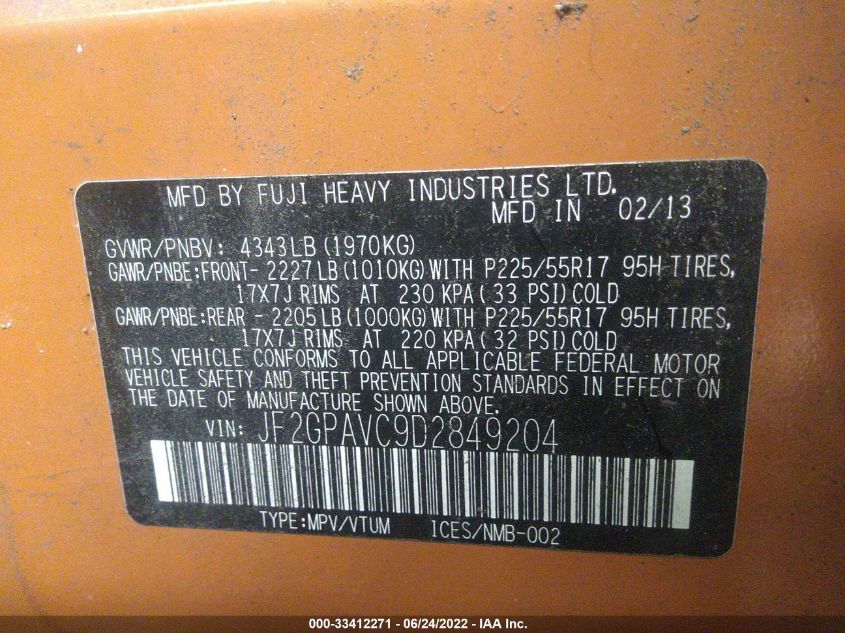 MFD BY FUJI HEAVY INDUSTRIES LTD.
MFD IN 02/13
GVWR/PNBV: 4343LB(1970KG)
GAWR/PNBE:FRONT-2227LB(1010KG)WITH P225/55R17 95H TIRES,
17X7J RIMS AT 230 KPA(33 PSI)COLD
GAWR/PNBE:REAR -2205LB(1000KG)WITH P225/55R17 95H TIRES,
17X7J RIMS AT 220 KPA(32 PSI)COLD
THIS VEHICLE CONFORMS TO ALL APPLICABLE FEDERAL MOTOR
VEHICLE SAFETY AND THEFT PREVENTION STANDARDS IN EFFECT ON
THE DATE OF MANUFACTURE SHOWN ABOVE.
VIN: JF2GPAVC9D2849204
TYPE:MPV/VTUM ICES/NMB-002
000-33412271 - 06/24/2022 - IAA Inc.